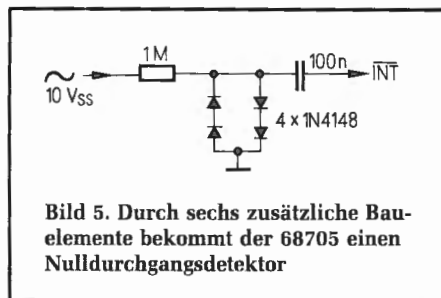 1M
100n
10 VSS
INT
4 x 1N4148
Bild 5. Durch sechs zusätzliche Bau-
elemente bekommt der 68705 einen
Nulldurchgangsdetektor